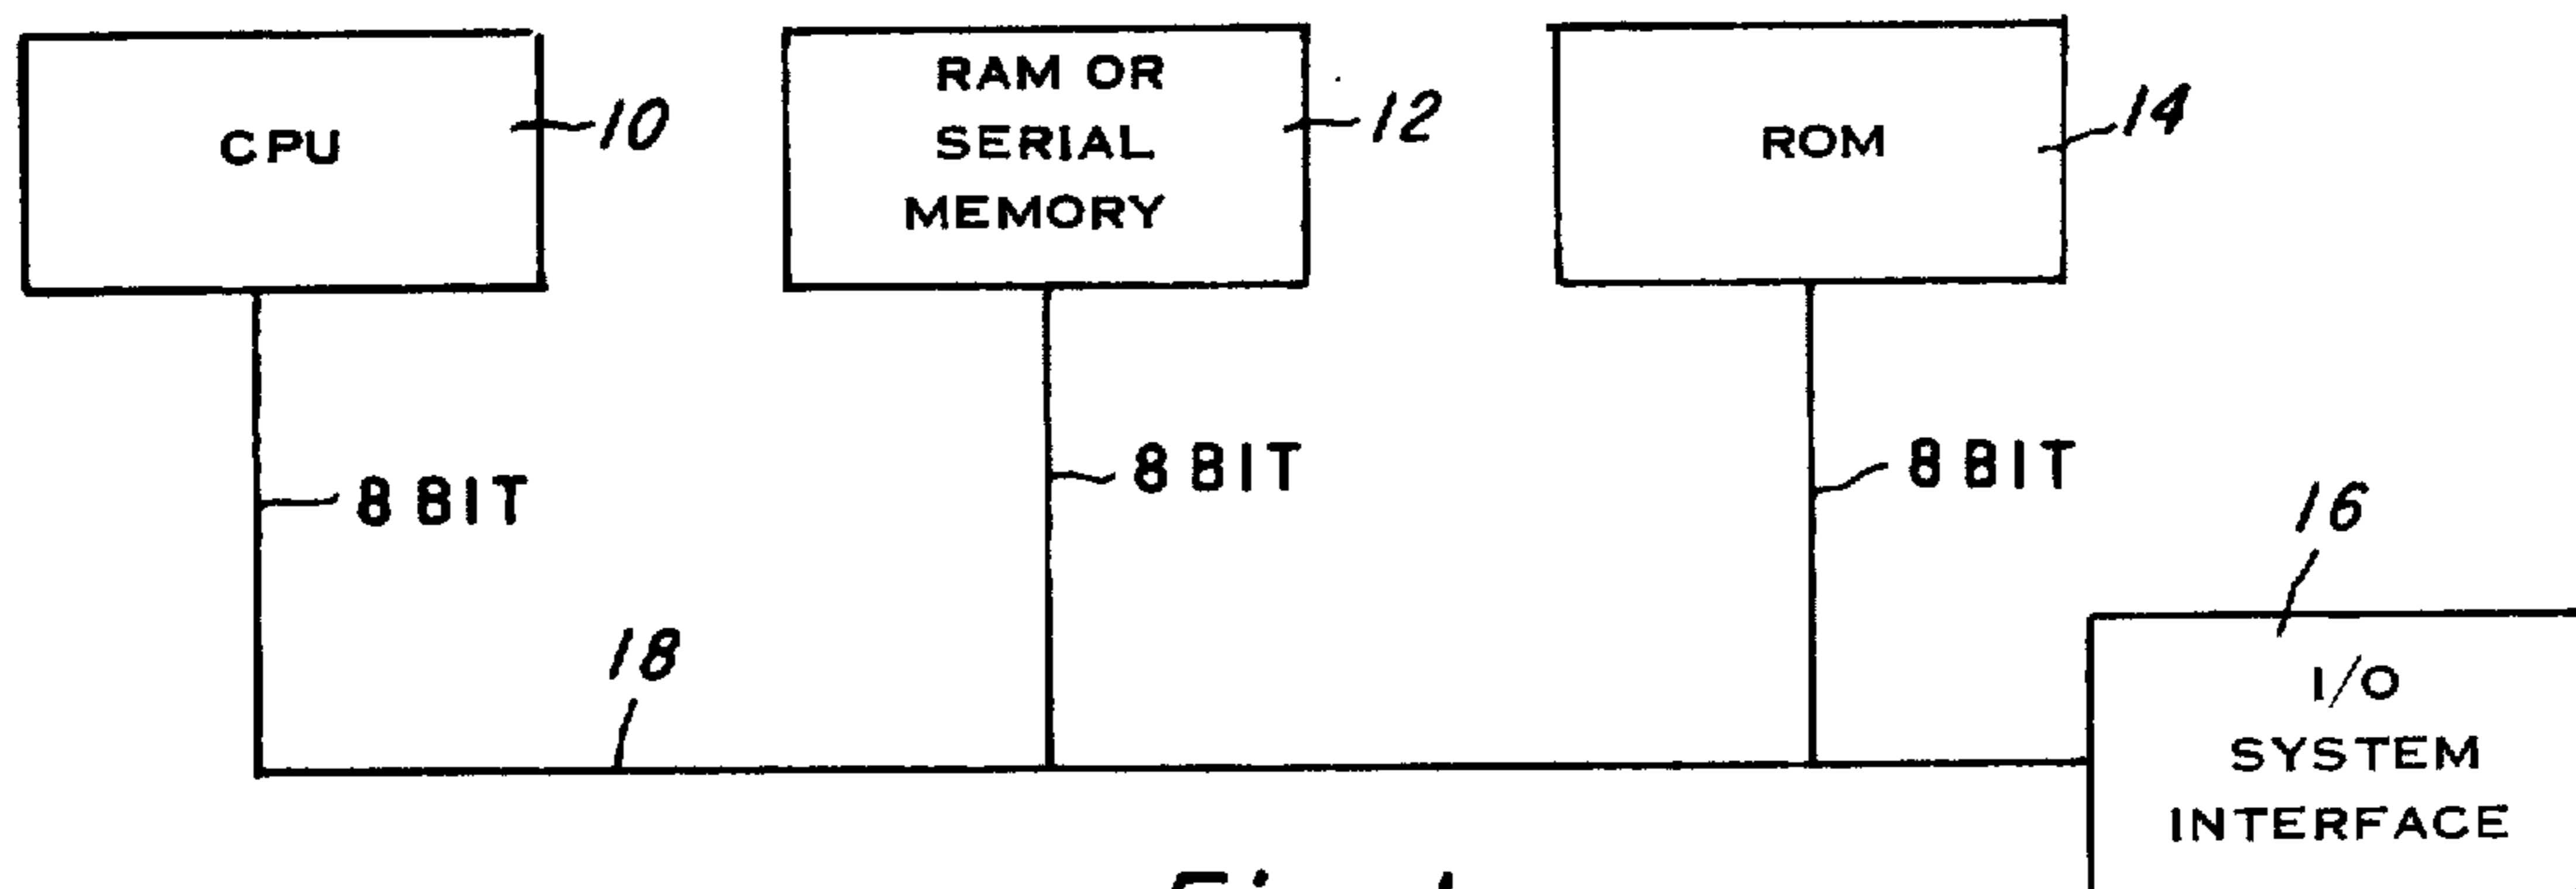 CPU
10
RAM OR
SERIAL
MEMORY
12
ROM
14
8 BIT
8 BIT
8 BIT
16
18
I/O
SYSTEM
INTERFACE